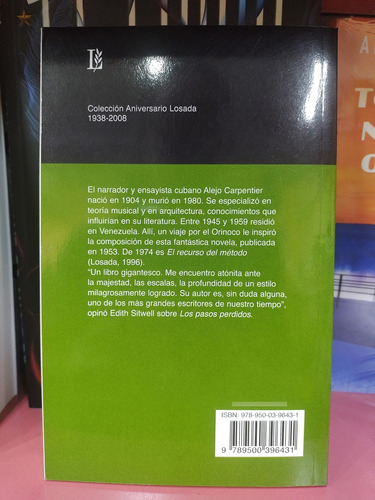 L
Colección Aniversario Losada
1938-2008
El narrador y ensayista cubano Alejo Carpentier
nació en 1904 y murió en 1980. Se especializó en
teoría musical y en arquitectura, conocimientos que
influirían en su literatura. Entre 1945 y 1959 residió
en Venezuela. Allí, un viaje por el Orinoco le inspiró
la composición de esta fantástica novela, publicada
en 1953. De 1974 es El recurso del método
(Losada, 1996).
"Un libro gigantesco. Me encuentro atónita ante
la majestad, las escalas, la profundidad de un estilo
milagrosamente logrado. Su autor es, sin duda alguna,
uno de los más grandes escritores de nuestro tiempo",
opinó Edith Sitwell sobre Los pasos perdidos.
ISBN: 978-950-03-9643-1
9 789500 396431
A
T
N